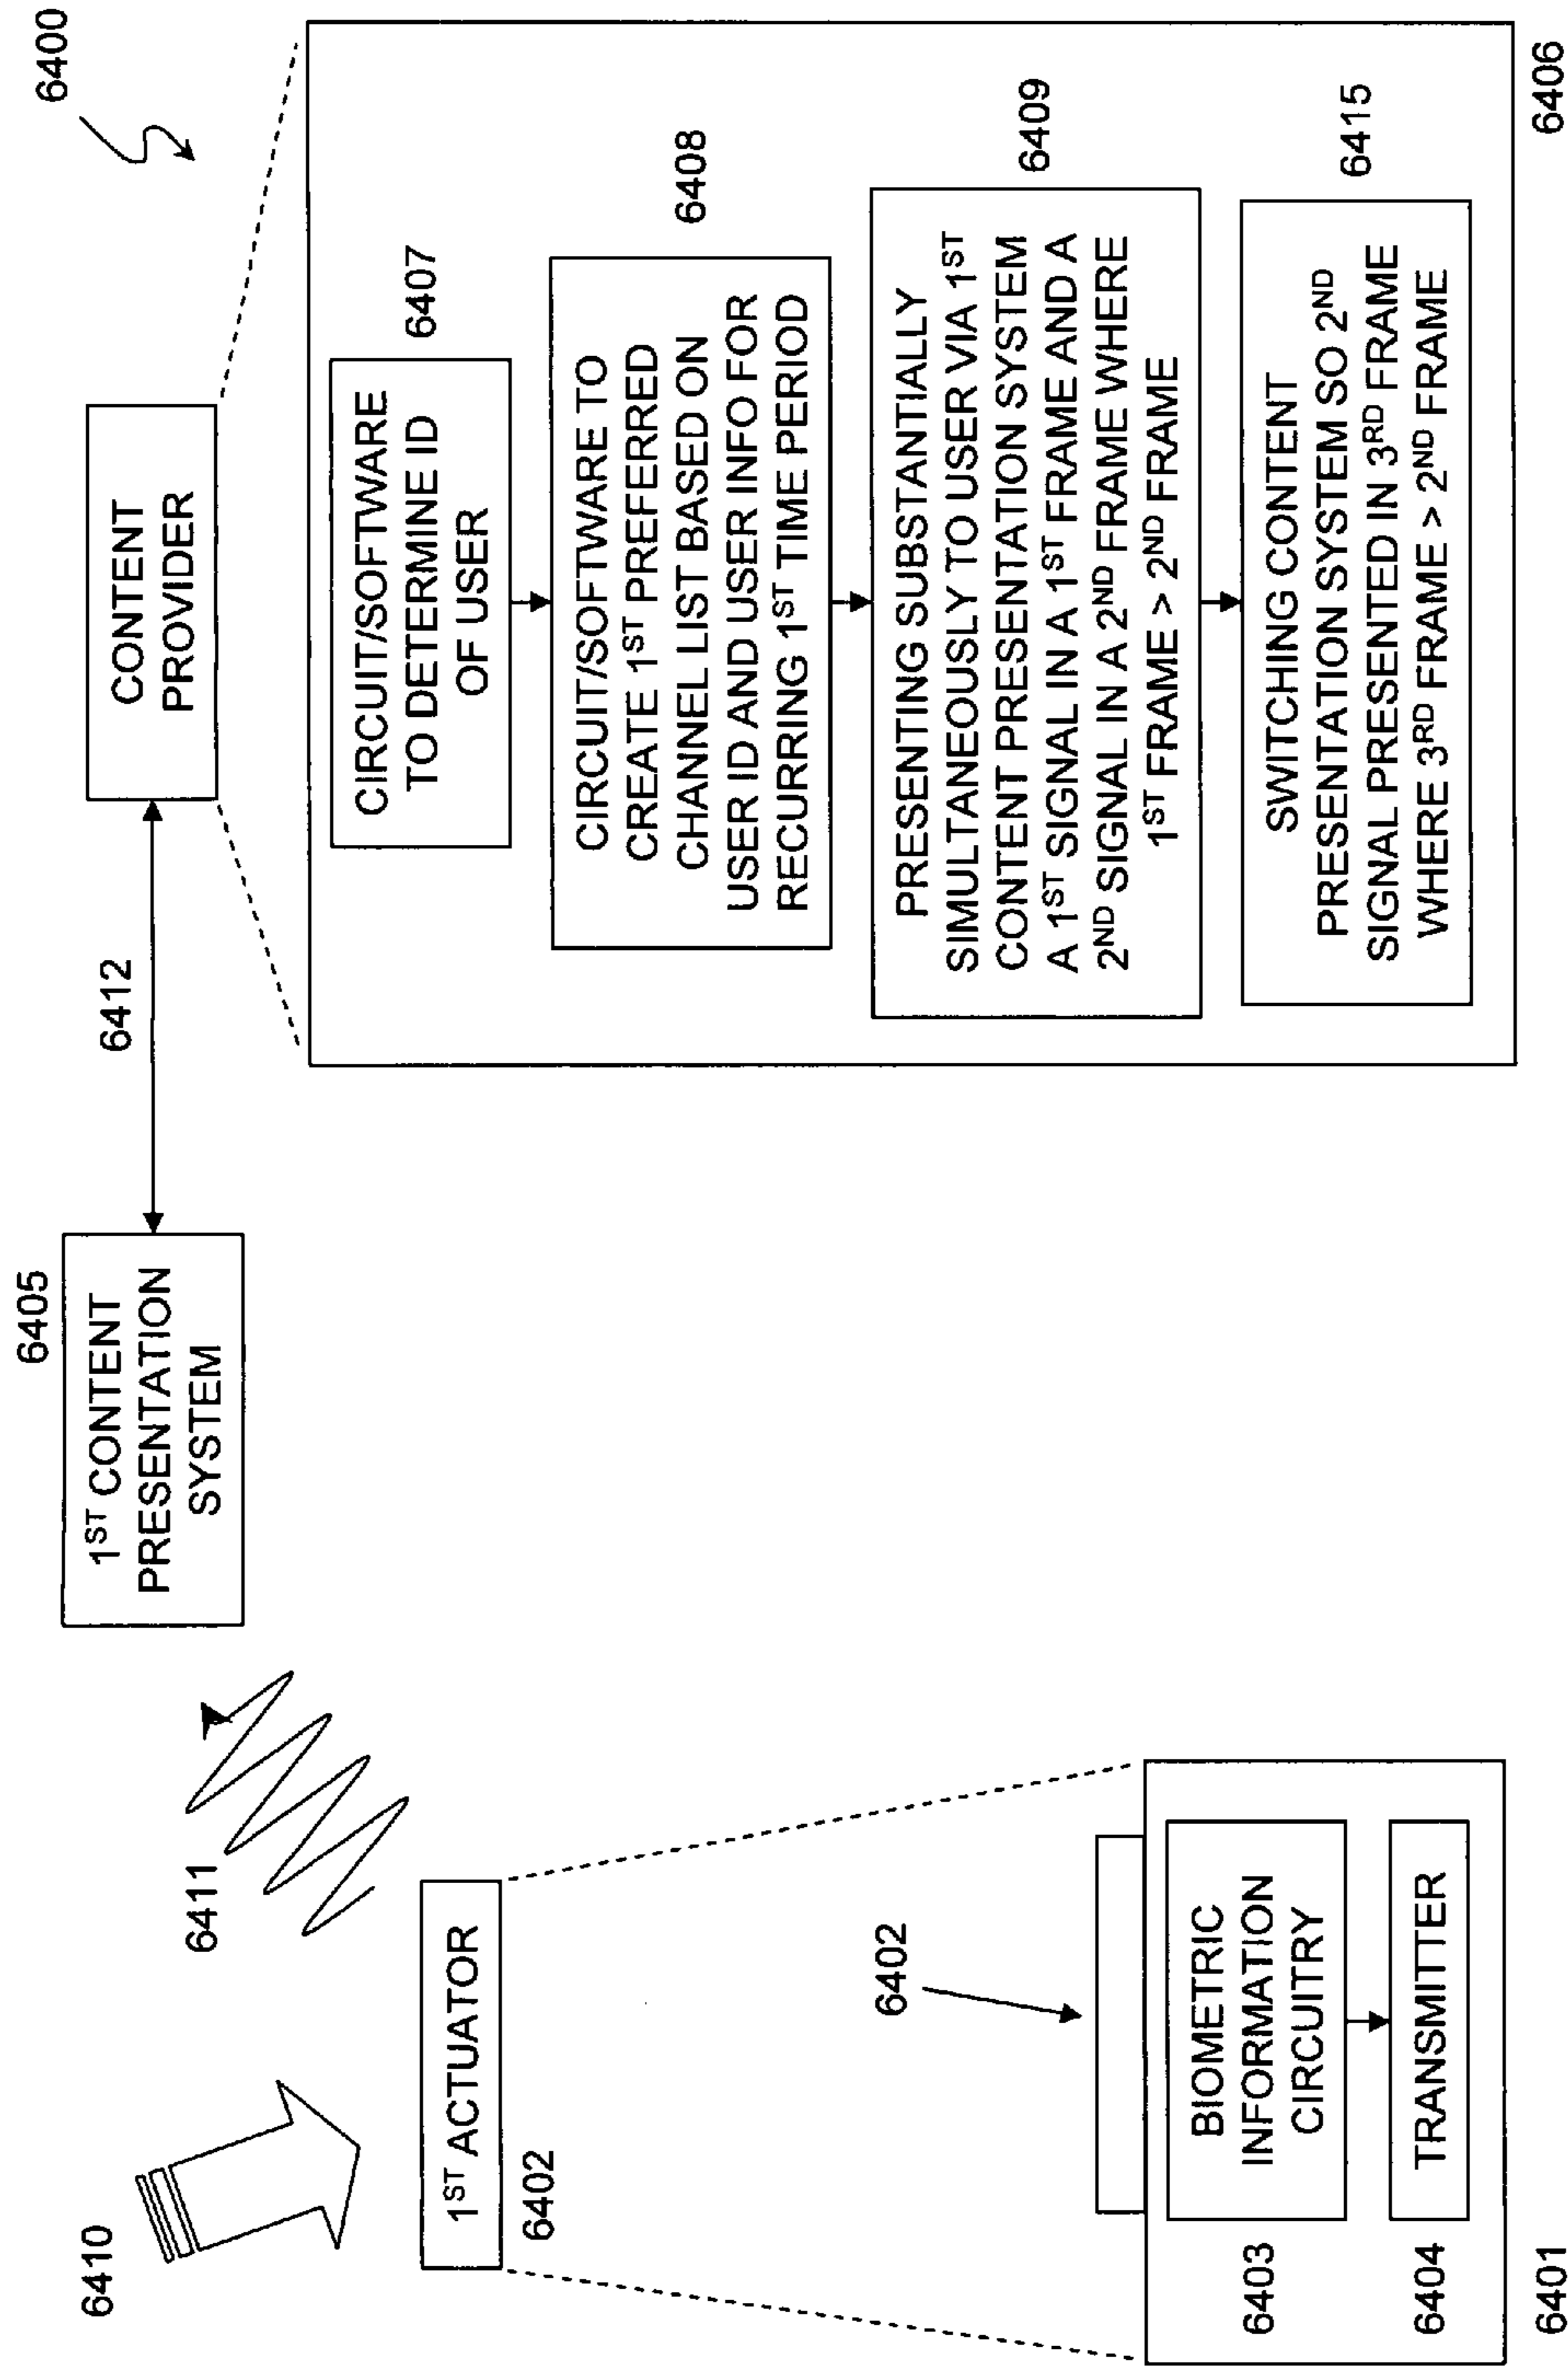 6400
6405
1ST CONTENT
PRESENTATION
SYSTEM
6412
CONTENT
PROVIDER
6410
6411
1ST ACTUATOR
6402
6402
BIOMETRIC
INFORMATION
CIRCUITRY
6403
TRANSMITTER
6404
6401
CIRCUIT/SOFTWARE
TO DETERMINE ID
OF USER
6407
CIRCUIT/SOFTWARE TO
CREATE 1ST PREFERRED
CHANNEL LIST BASED ON
USER ID AND USER INFO FOR
RECURRING 1ST TIME PERIOD
6408
PRESENTING SUBSTANTIALLY
SIMULTANEOUSLY TO USER VIA 1ST
CONTENT PRESENTATION SYSTEM
A 1ST SIGNAL IN A 1ST FRAME AND A
2ND SIGNAL IN A 2ND FRAME WHERE
1ST FRAME > 2ND FRAME
6409
SWITCHING CONTENT
PRESENTATION SYSTEM SO 2ND
SIGNAL PRESENTED IN 3RD FRAME
WHERE 3RD FRAME > 2ND FRAME
6415
6406